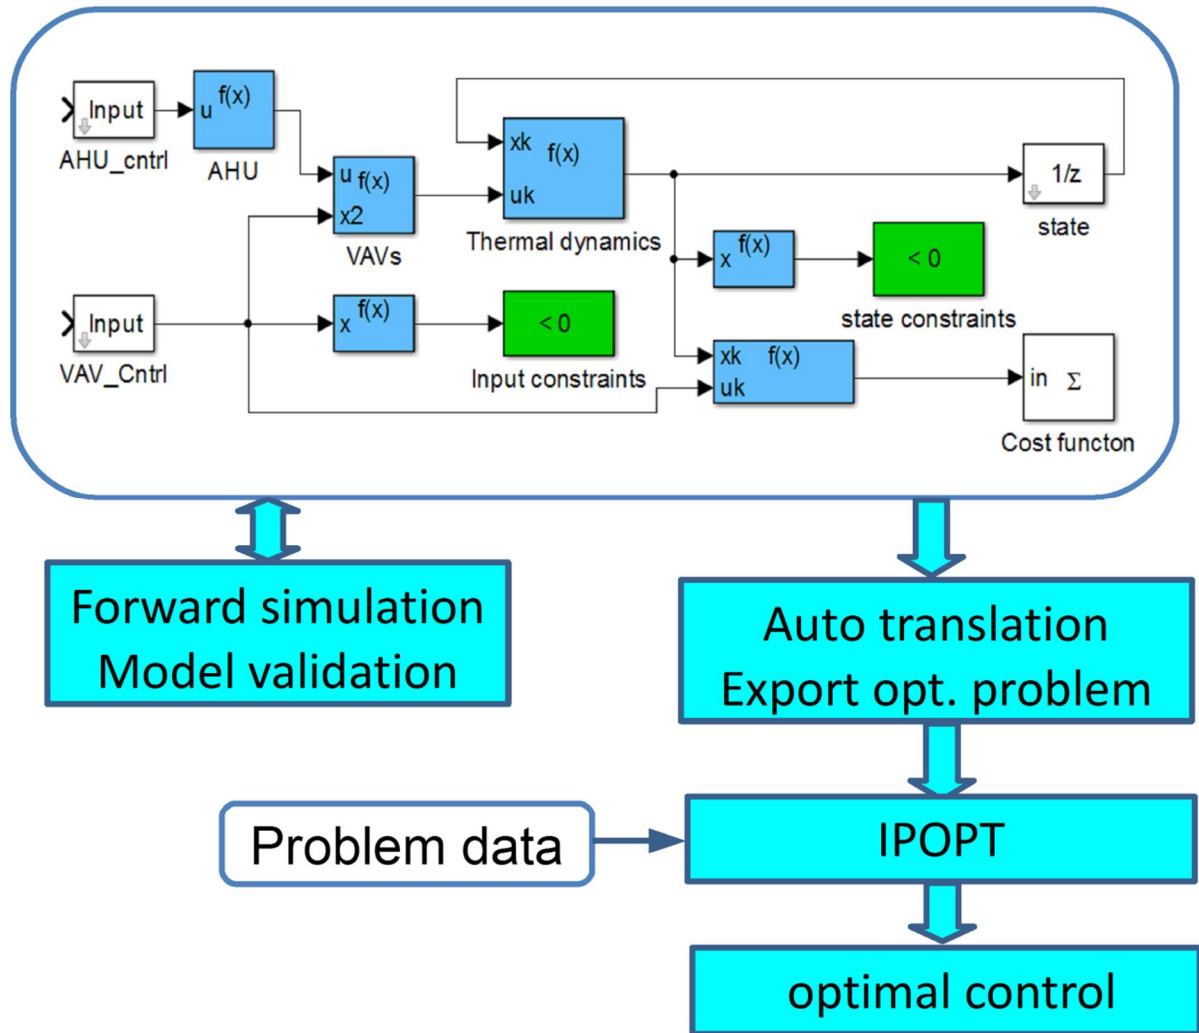 Input
AHU_cntrl
u f(x)
AHU
u f(x)
x2
VAVs
xk f(x)
uk
Thermal dynamics
1/z
state
x f(x)
< 0
state constraints
Input
VAV_Cntrl
x f(x)
< 0
Input constraints
xk f(x)
uk
in Σ
Cost functon
Forward simulation
Model validation
Auto translation
Export opt. problem
Problem data
IPOPT
optimal control